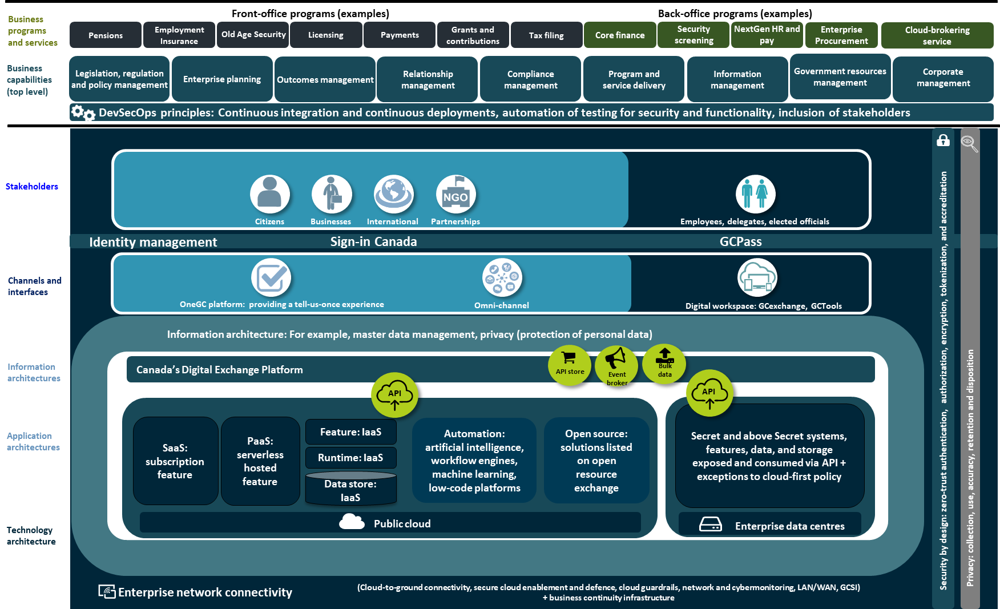 Front-office programs (examples)
Back-office programs (examples)
Business
programs
and services
Pensions
Employment
Insurance
Old Age Security
Licensing
Payments
Grants and
contributions
Tax filing
Core finance
Security
screening
NextGen HR and
pay
Enterprise
Procurement
Cloud-brokering
service
Business
capabilities
(top level)
Legislation, regulation
and policy management
Enterprise planning
Outcomes management
Relationship
management
Compliance
management
Program and
service delivery
Information
management
Government resources
management
Corporate
management
DevSecOps principles: Continuous integration and continuous deployments, automation of testing for security and functionality, inclusion of stakeholders
Stakeholders
NGO
Citizens
Businesses
International
Partnerships
Employees, delegates, elected officials
Identity management
Sign-in Canada
GCPass
Channels and
interfaces
OneGC platform: providing a tell-us-once experience
Omni-channel
Digital workspace: GCexchange, GCTools
Information architecture: For example, master data management, privacy (protection of personal data)
Information
architectures
Canada's Digital Exchange Platform
API store
Event
broker
Bulk
data
API
API
Application
architectures
SaaS:
subscription
feature
PaaS:
serverless
hosted
feature
Feature: IaaS
Runtime: IaaS
Data store:
IaaS
Automation:
artificial intelligence,
workflow engines,
machine learning,
low-code platforms
Open source:
solutions listed
on open
resource
exchange
Secret and above Secret systems,
features, data, and storage
exposed and consumed via API +
exceptions to cloud-first policy
Technology
architecture
Public cloud
Enterprise data centres
Enterprise network connectivity
(Cloud-to-ground connectivity, secure cloud enablement and defence, cloud guardrails, network and cybermonitoring, LAN/WAN, GCSI)
+ business continuity infrastructure
Security by design: zero-trust authentication, authorization, encryption, tokenization, and accreditation
Privacy: collection, use, accuracy, retention and disposition